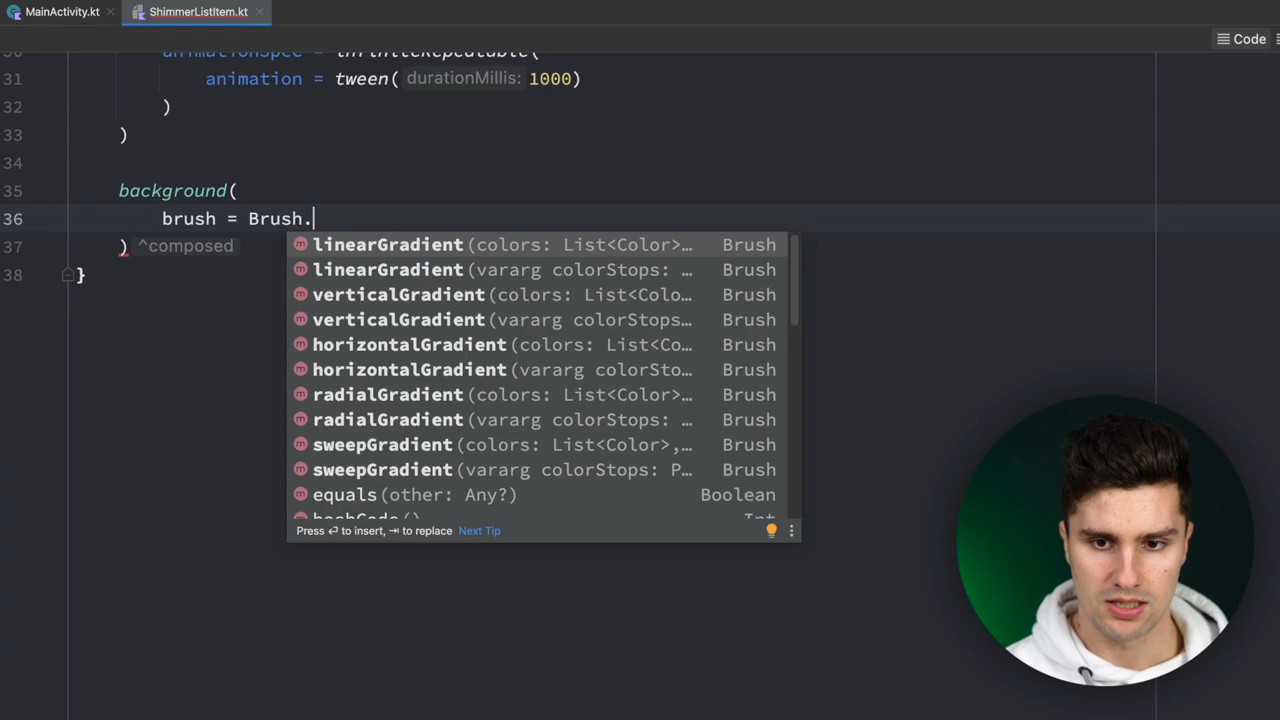 MainActivity.kt
ShimmerListItem.kt
Code
30 animationSpec = infiniteRepeatable(
31 animation = tween( durationMillis: 1000)
32 )
33 )
34
35 background(
36 brush = Brush.
37 ) ^composed
38 }
linearGradient(colors: List<Color>… Brush
linearGradient(vararg colorStops: … Brush
verticalGradient(colors: List<Colo… Brush
verticalGradient(vararg colorStops… Brush
horizontalGradient(colors: List<Co… Brush
horizontalGradient(vararg colorSto… Brush
radialGradient(colors: List<Color>… Brush
radialGradient(vararg colorStops: … Brush
sweepGradient(colors: List<Color>,… Brush
sweepGradient(vararg colorStops: P… Brush
equals(other: Any?) Boolean
hashCode() Int
Press ↵ to insert, ⇥ to replace Next Tip